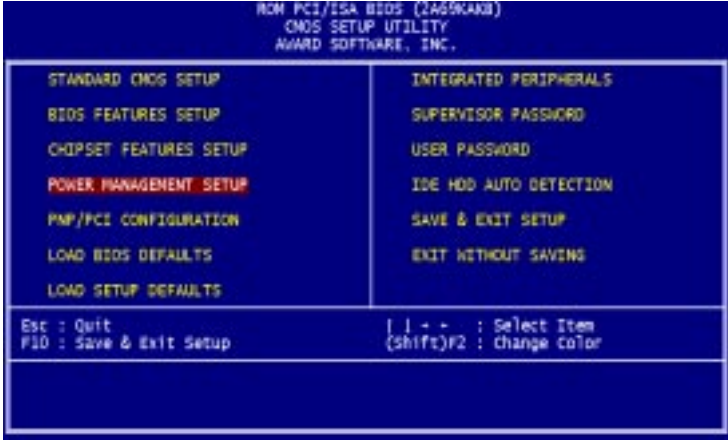 ROM PCI/ISA BIOS (2A69KAKB)
CMOS SETUP UTILITY
AWARD SOFTWARE, INC.
STANDARD CMOS SETUP
BIOS FEATURES SETUP
CHIPSET FEATURES SETUP
POWER MANAGEMENT SETUP
PNP/PCI CONFIGURATION
LOAD BIOS DEFAULTS
LOAD SETUP DEFAULTS
INTEGRATED PERIPHERALS
SUPERVISOR PASSWORD
USER PASSWORD
IDE HDD AUTO DETECTION
SAVE & EXIT SETUP
EXIT WITHOUT SAVING
Esc : Quit
F10 : Save & Exit Setup
: Select Item
(Shift)F2 : Change Color